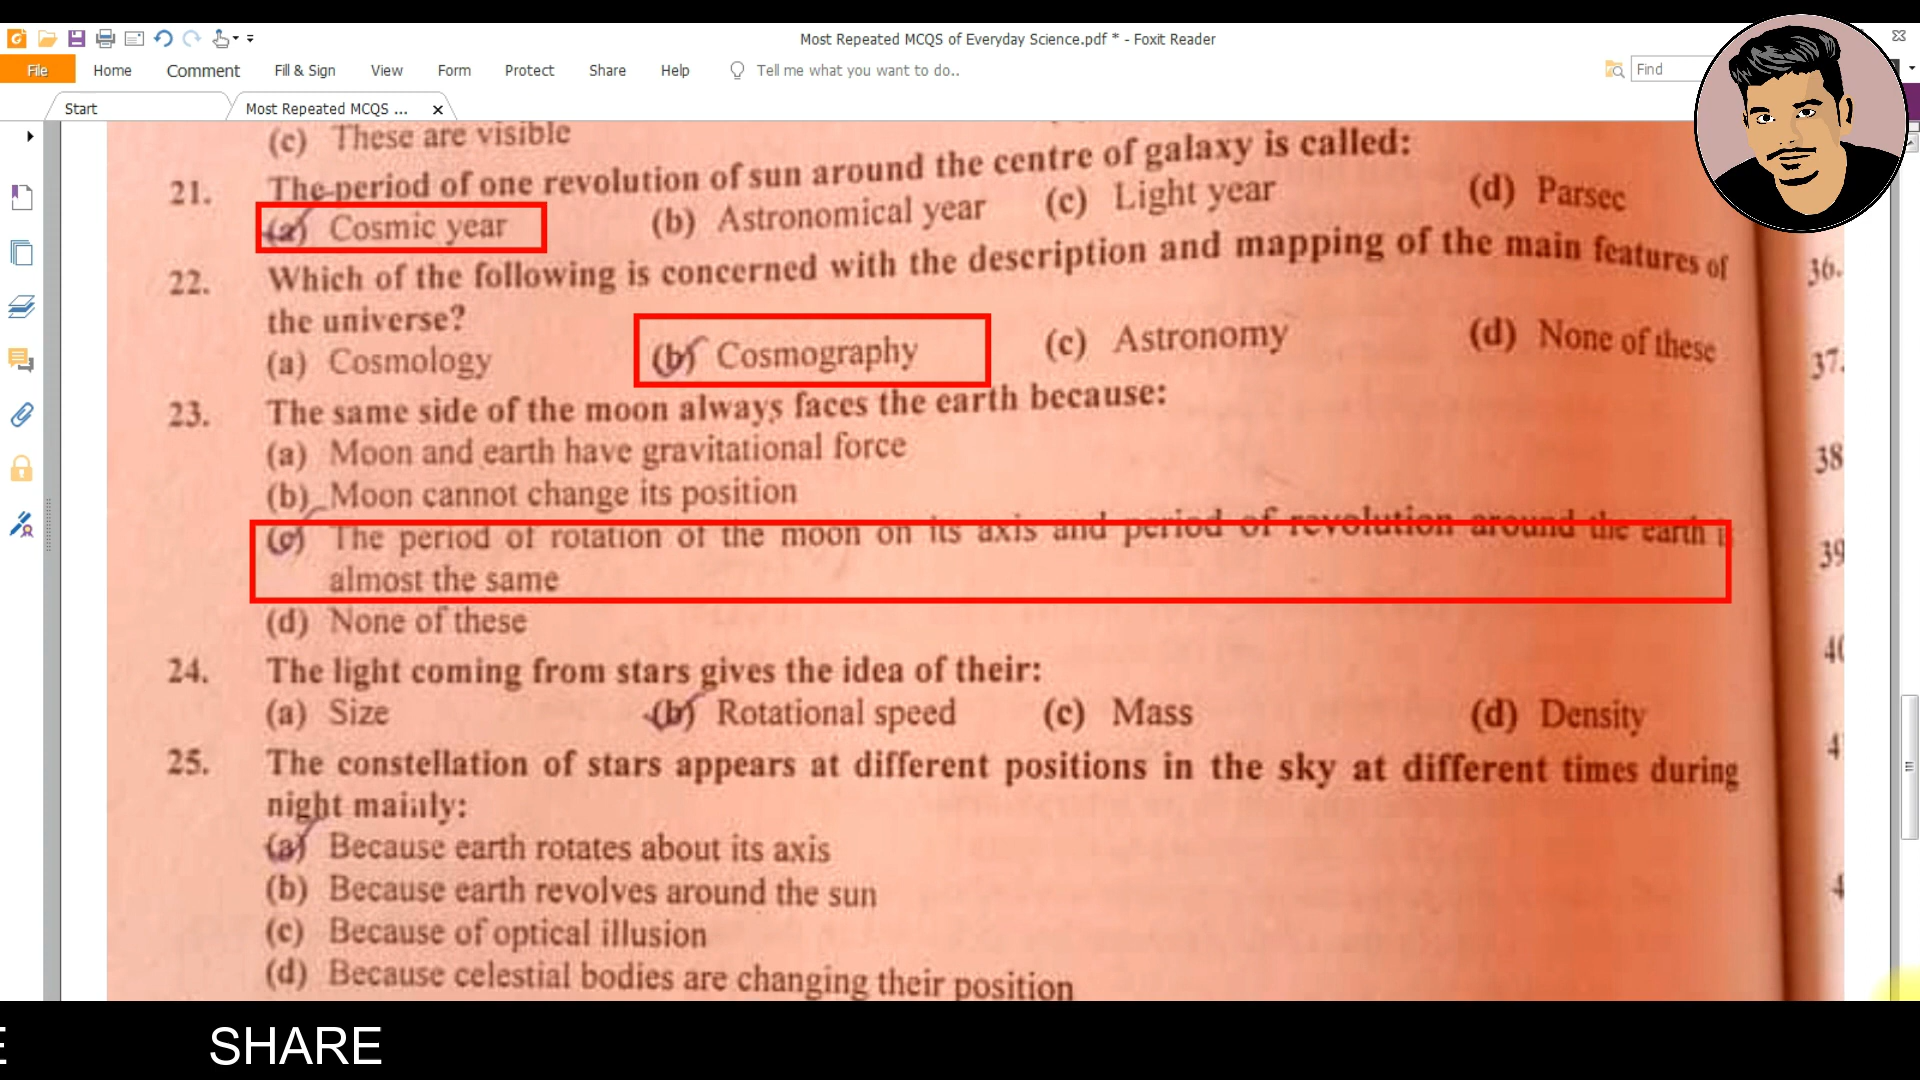 Most Repeated MCQS of Everyday Science.pdf * - Foxit Reader
File Home Comment Fill & Sign View Form Protect Share Help Tell me what you want to do.. Find
Start Most Repeated MCQS ...
(c) These are visible
21. The period of one revolution of sun around the centre of galaxy is called:
(a) Cosmic year (b) Astronomical year (c) Light year (d) Parsec
22. Which of the following is concerned with the description and mapping of the main features of
the universe?
(a) Cosmology (b) Cosmography (c) Astronomy (d) None of these
23. The same side of the moon always faces the earth because:
(a) Moon and earth have gravitational force
(b) Moon cannot change its position
(c) The period of rotation of the moon on its axis and period of revolution around the earth
almost the same
(d) None of these
24. The light coming from stars gives the idea of their:
(a) Size (b) Rotational speed (c) Mass (d) Density
25. The constellation of stars appears at different positions in the sky at different times during
night mainly:
(a) Because earth rotates about its axis
(b) Because earth revolves around the sun
(c) Because of optical illusion
(d) Because celestial bodies are changing their position
36.
37.
38
39
SHARE